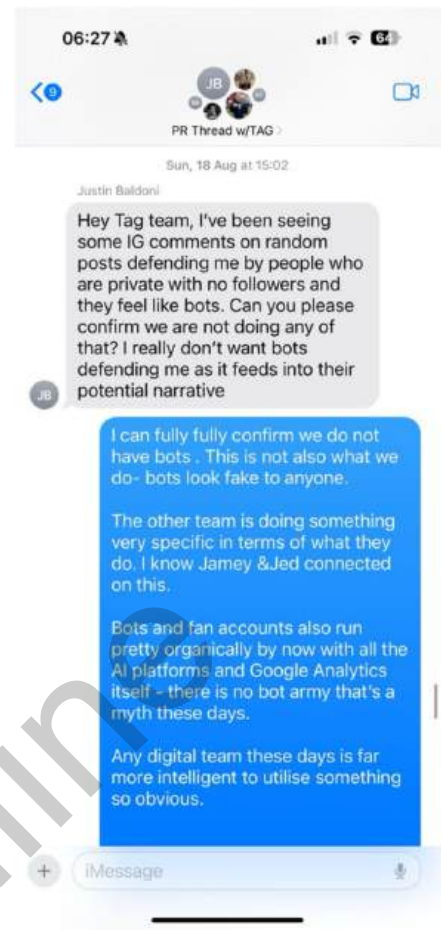 06:27
64
9
JB
PR Thread w/TAG
Sun, 18 Aug at 15:02
Justin Baldoni
Hey Tag team, I've been seeing
some IG comments on random
posts defending me by people who
are private with no followers and
they feel like bots. Can you please
confirm we are not doing any of
that? I really don't want bots
defending me as it feeds into their
potential narrative
JB
I can fully fully confirm we do not
have bots . This is not also what we
do- bots look fake to anyone.
The other team is doing something
very specific in terms of what they
do. I know Jamey &Jed connected
on this.
Bots and fan accounts also run
pretty organically by now with all the
AI platforms and Google Analytics
itself - there is no bot army that's a
myth these days.
Any digital team these days is far
more intelligent to utilise something
so obvious.
iMessage